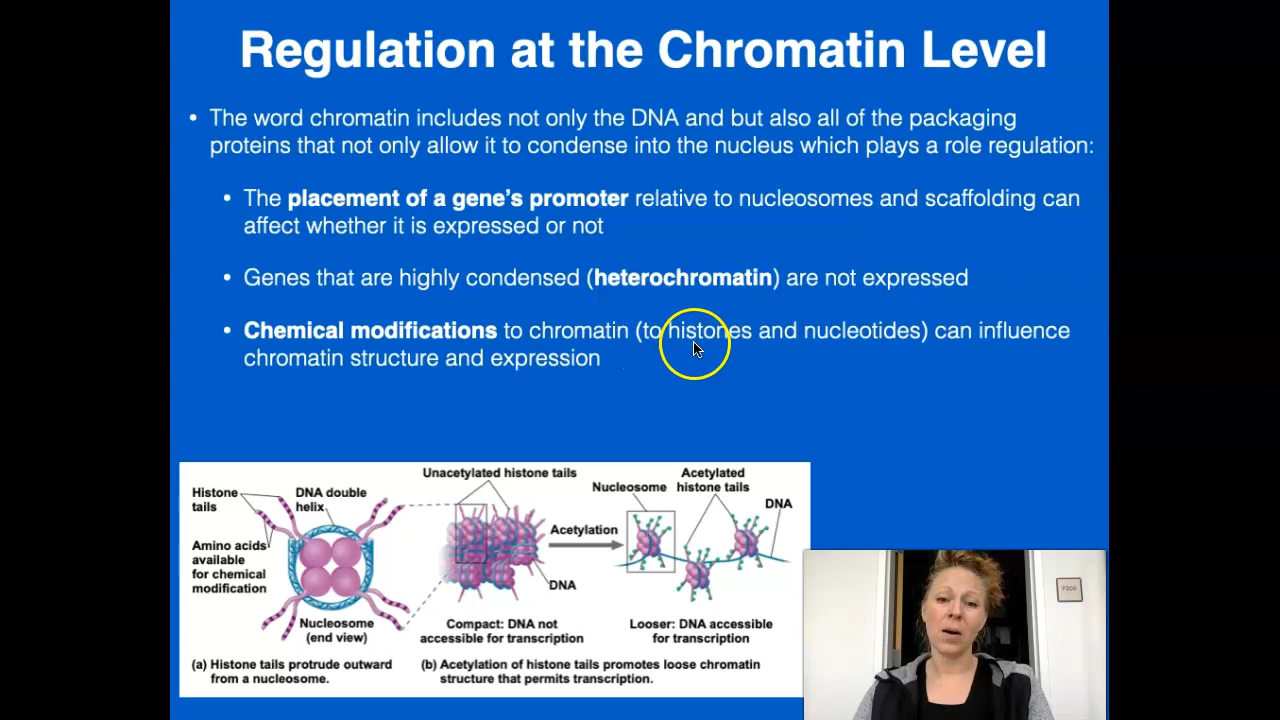 Regulation at the Chromatin Level
• The word chromatin includes not only the DNA and but also all of the packaging
proteins that not only allow it to condense into the nucleus which plays a role regulation:
• The placement of a gene's promoter relative to nucleosomes and scaffolding can
affect whether it is expressed or not
• Genes that are highly condensed (heterochromatin) are not expressed
• Chemical modifications to chromatin (to histones and nucleotides) can influence
chromatin structure and expression
Histone
tails
DNA double
helix
Amino acids
available
for chemical
modification
Nucleosome
(end view)
(a) Histone tails protrude outward
from a nucleosome.
Unacetylated histone tails
Acetylation
DNA
Compact: DNA not
accessible for transcription
Nucleosome
Acetylated
histone tails
DNA
Looser: DNA accessible
for transcription
(b) Acetylation of histone tails promotes loose chromatin
structure that permits transcription.
F203